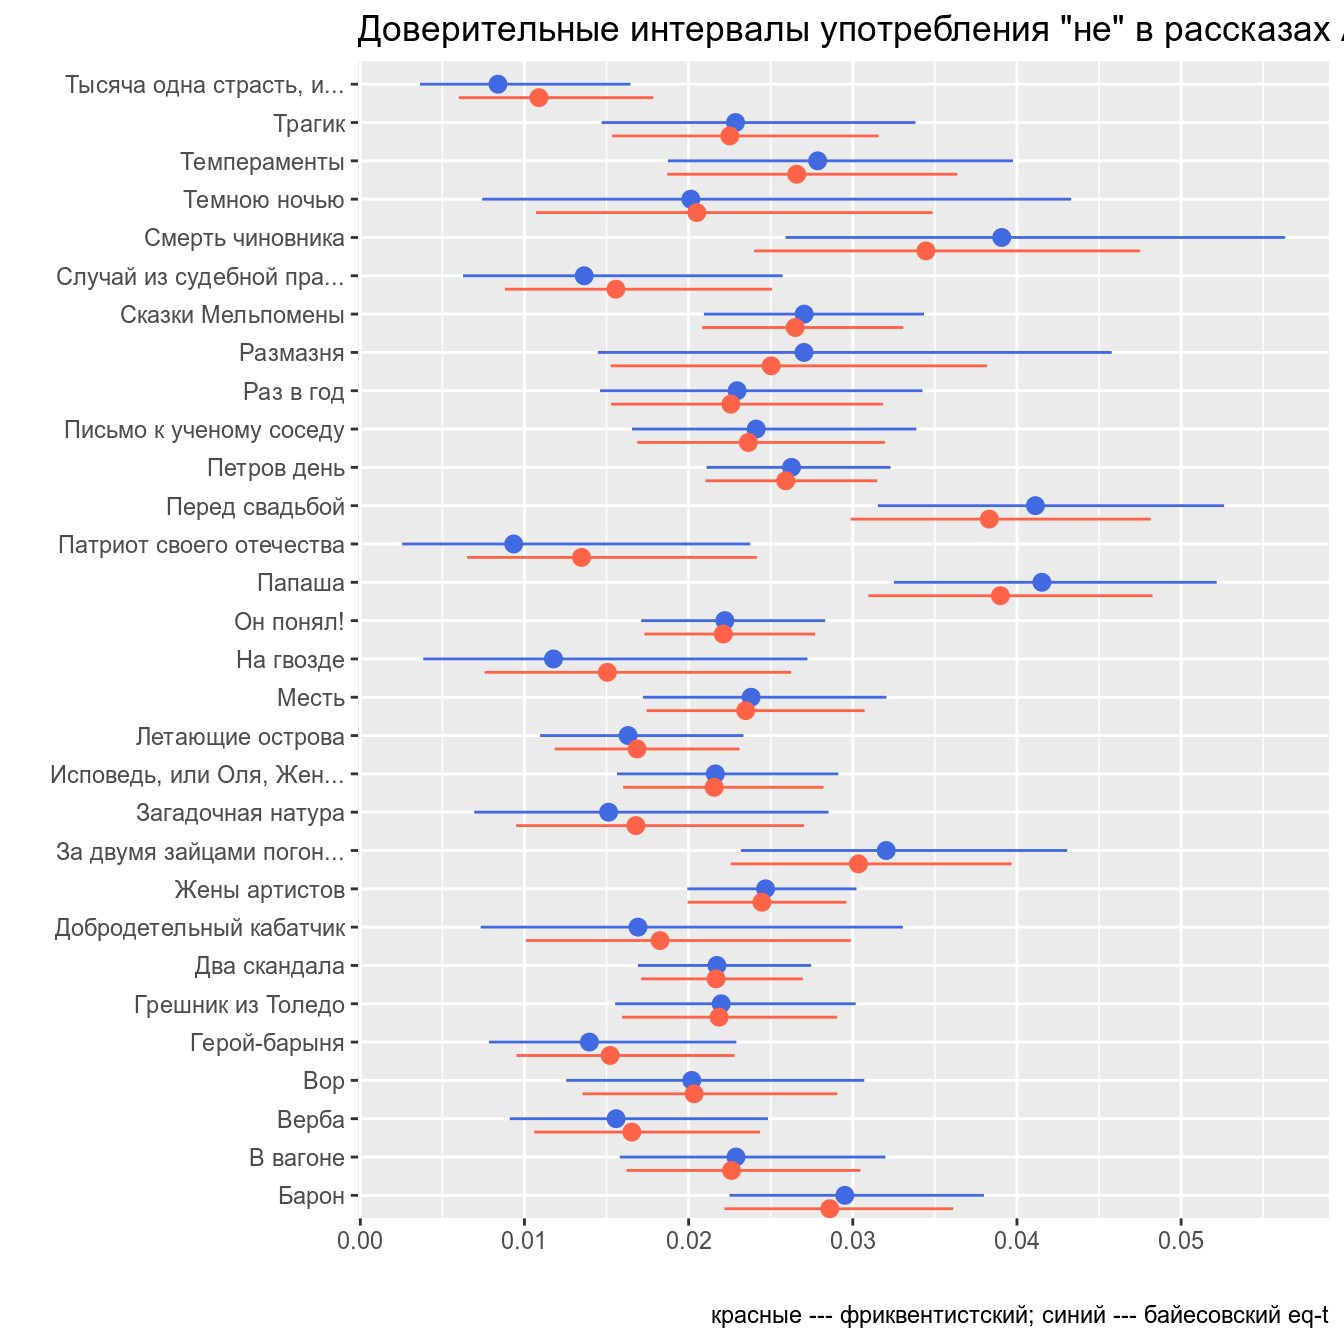 Доверительные интервалы употребления "не" в рассказах
Тысяча одна страсть, и...
Трагик
Темпераменты
Темною ночью
Смерть чиновника
Случай из судебной пра...
Сказки Мельпомены
Размазня
Раз в год
Письмо к ученому соседу
Петров день
Перед свадьбой
Патриот своего отечества
Папаша
Он понял!
На гвозде
Месть
Летающие острова
Исповедь, или Оля, Жен...
Загадочная натура
За двумя зайцами погон...
Жены артистов
Добродетельный кабатчик
Два скандала
Грешник из Толедо
Герой-барыня
Вор
Верба
В вагоне
Барон
0.00 0.01 0.02 0.03 0.04 0.05
красные --- фриквентистский; синий --- байесовский eq-t